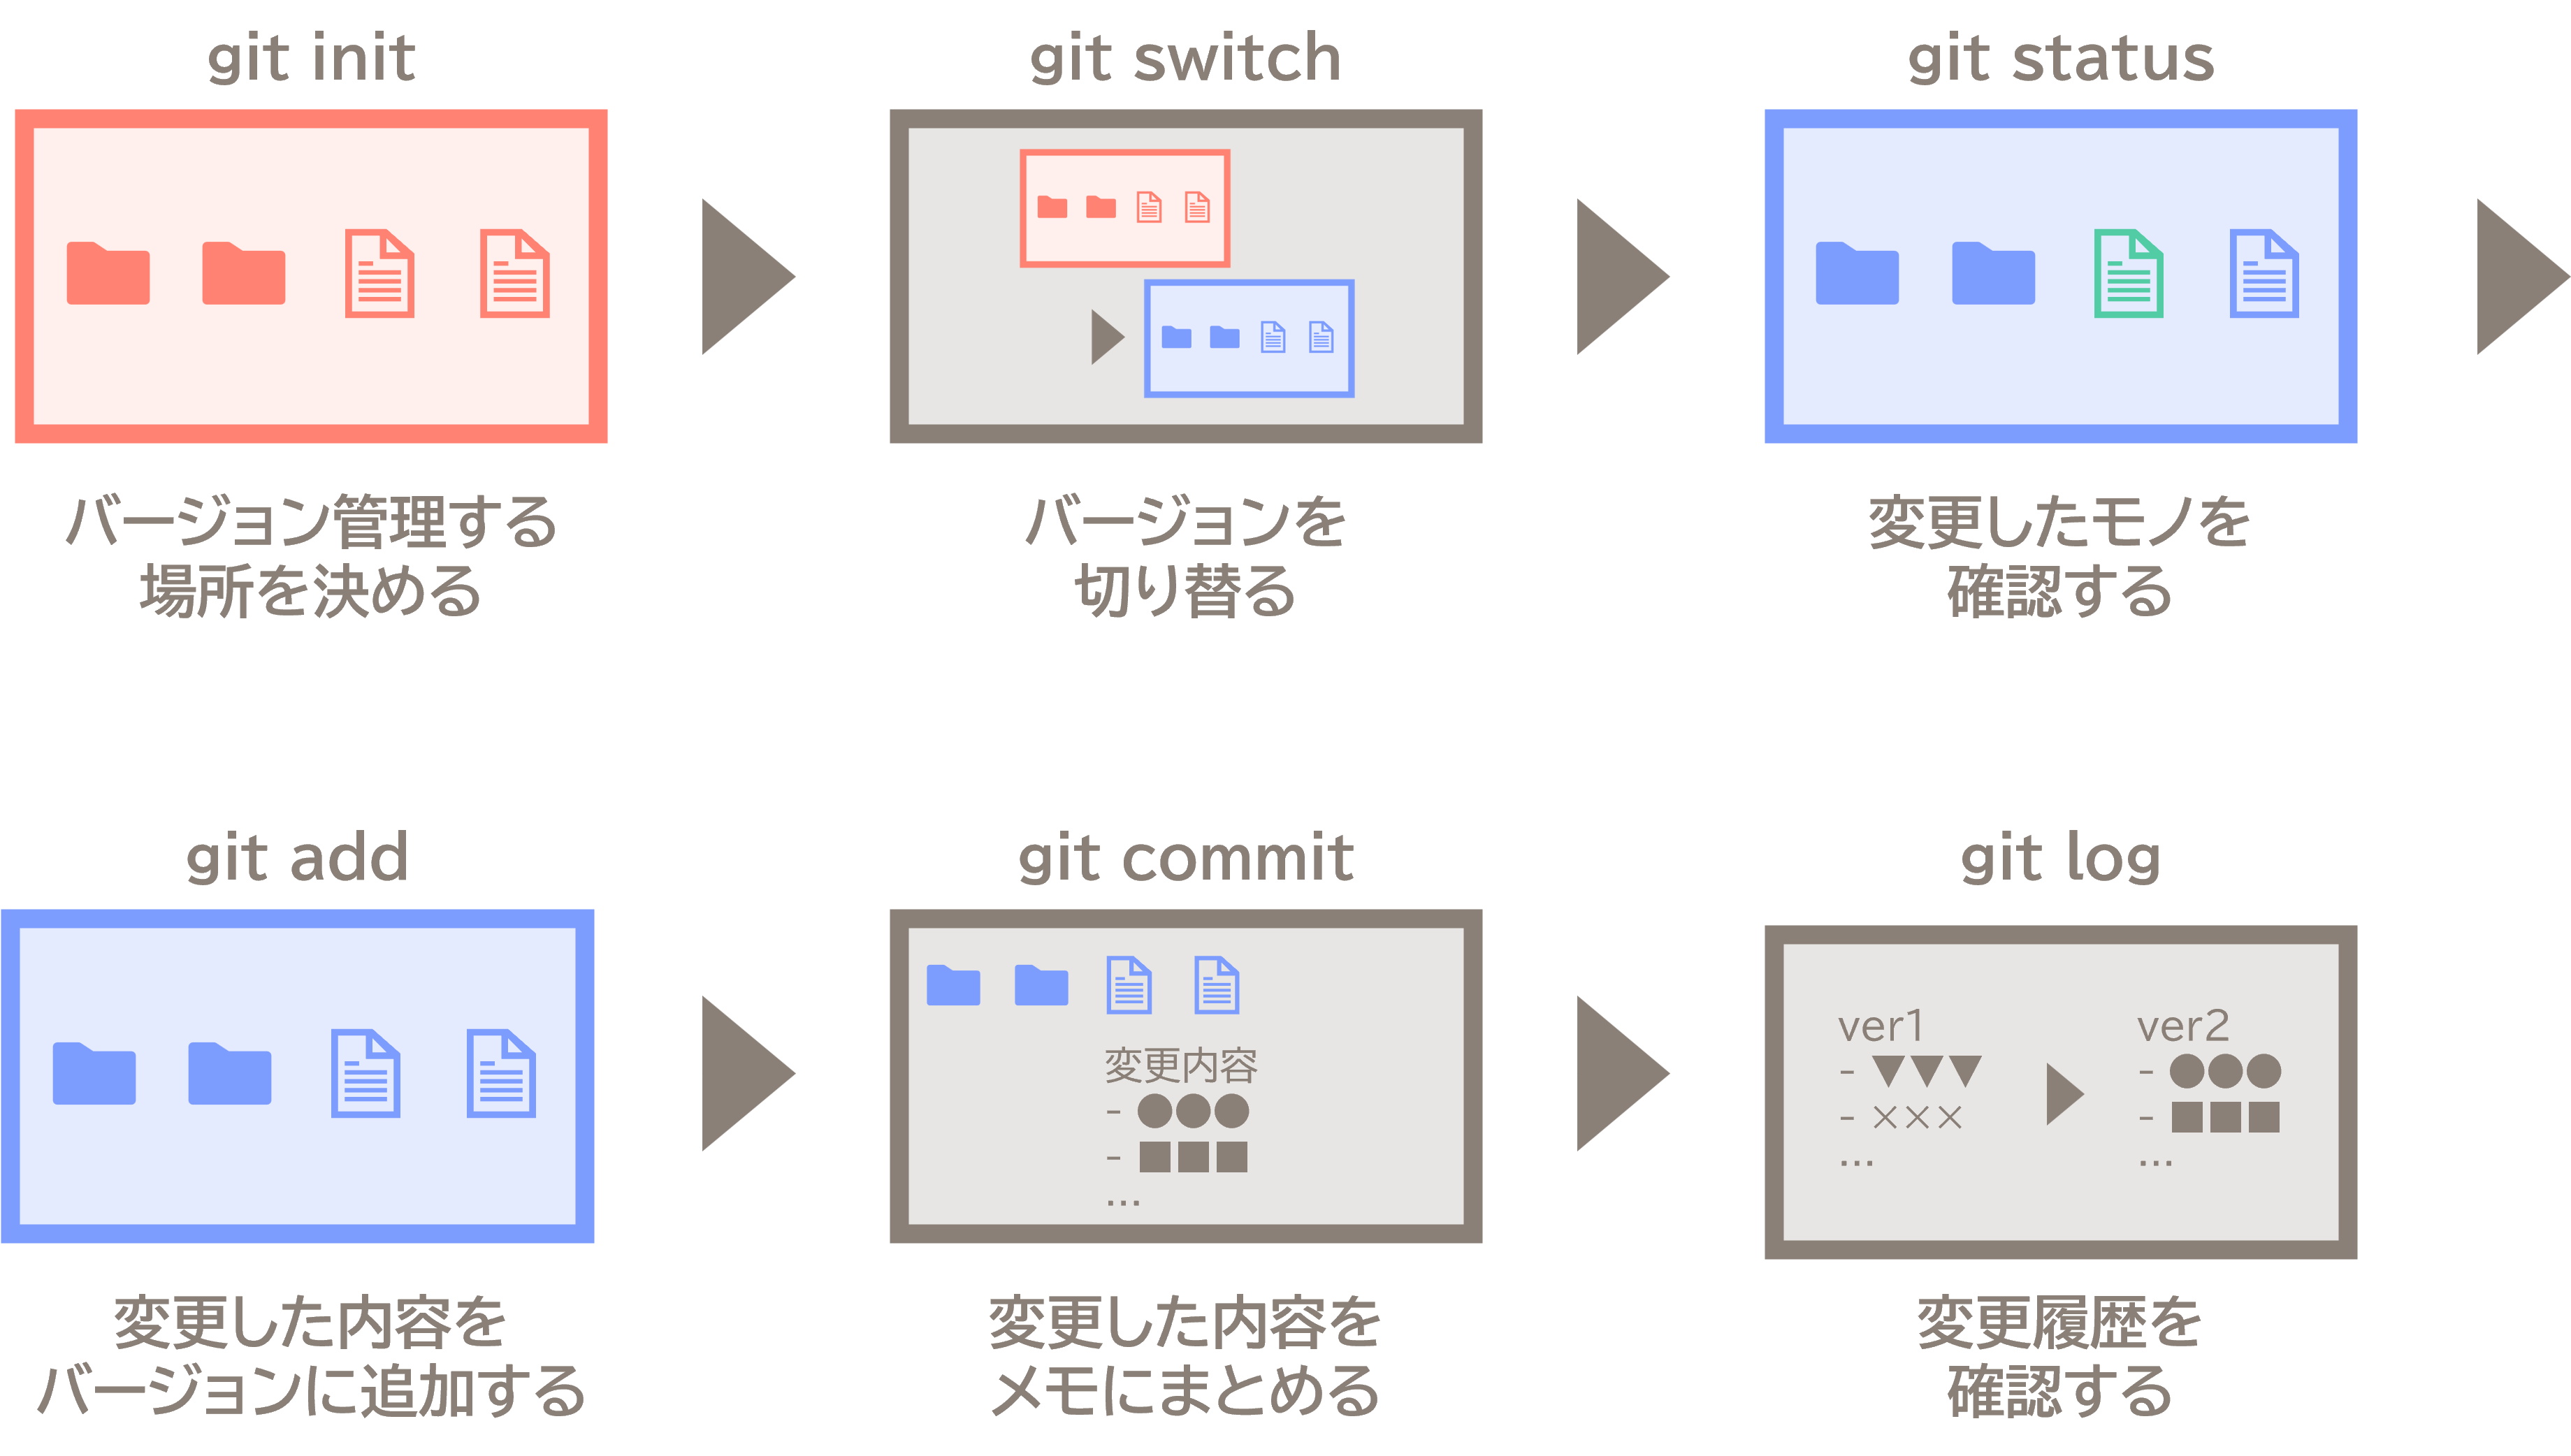 git init
バージョン管理する
場所を決める
git switch
バージョンを
切り替る
git status
変更したモノを
確認する
git add
変更した内容を
バージョンに追加する
git commit
変更内容
- ●●●
- ■■■
...
変更した内容を
メモにまとめる
git log
ver1
- ▼▼▼
- ×××
...
ver2
- ●●●
- ■■■
...
変更履歴を
確認する